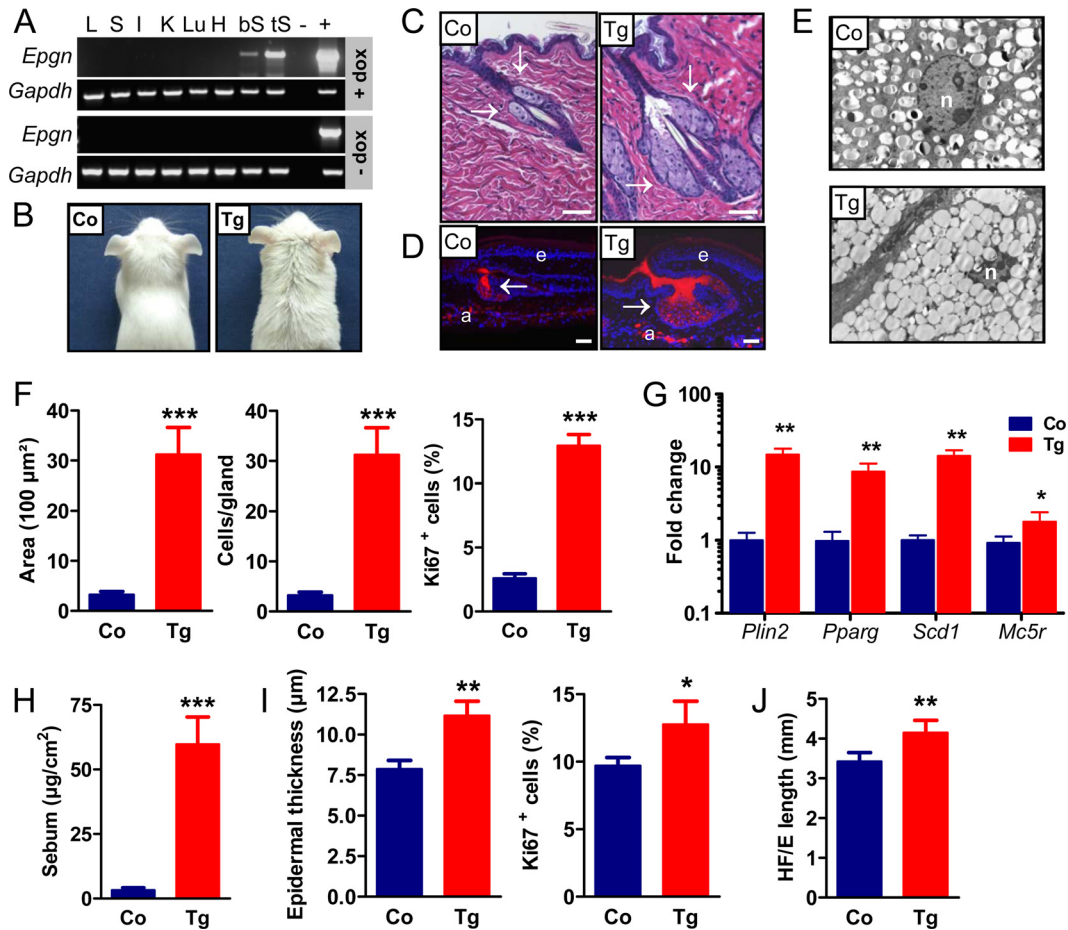 A
L S I K Lu H bS tS - +
Epgn
Gapdh
+ dox
Epgn
Gapdh
- dox
B
Co
Tg
C
Co
Tg
D
Co
e
a
Tg
e
a
E
Co
n
Tg
n
F
Area (100 µm²)
40
30
20
10
0
Co Tg
***
Cells/gland
40
30
20
10
0
Co Tg
***
Ki67 + cells (%)
15
10
5
0
Co Tg
***
G
Fold change
100
10
1
0.1
** ** ** *
Co
Tg
Plin2 Pparg Scd1 Mc5r
H
Sebum (µg/cm2)
75
50
25
0
Co Tg
***
I
Epidermal thickness (µm)
12.5
10.0
7.5
5.0
2.5
0.0
Co Tg
**
Ki67 + cells (%)
15
10
5
0
Co Tg
*
J
HF/E length (mm)
5
4
3
2
1
0
Co Tg
**